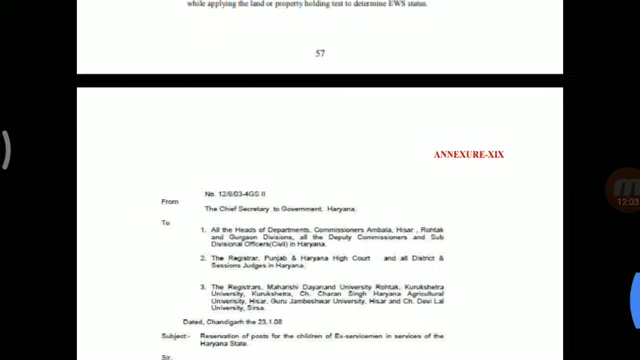 while applying the land or property holding test to determine EWS status.
57
ANNEXURE-XIX
No. 12/8/03-4GS II
From
The Chief Secretary to Government, Haryana.
To
1. All the Heads of Departments, Commissioners Ambala, Hisar , Rohtak
and Gurgaon Divisions, all the Deputy Commissioners and Sub
Divisional Officers(Civil) in Haryana.
2. The Registrar, Punjab & Haryana High Court and all District &
Sessions Judges in Haryana.
3. The Registrars, Maharishi Dayanand University Rohtak, Kurukshetra
University, Kurukshetra, Ch. Charan Singh Haryana Agricultural
University, Hisar, Guru Jambeshwar University, Hisar and Ch. Devi Lal
University, Sirsa.
Dated, Chandigarh the 23.1.08
Subject:- Reservation of posts for the children of Ex-servicemen in services of the
Haryana State.
Sir,
12:03